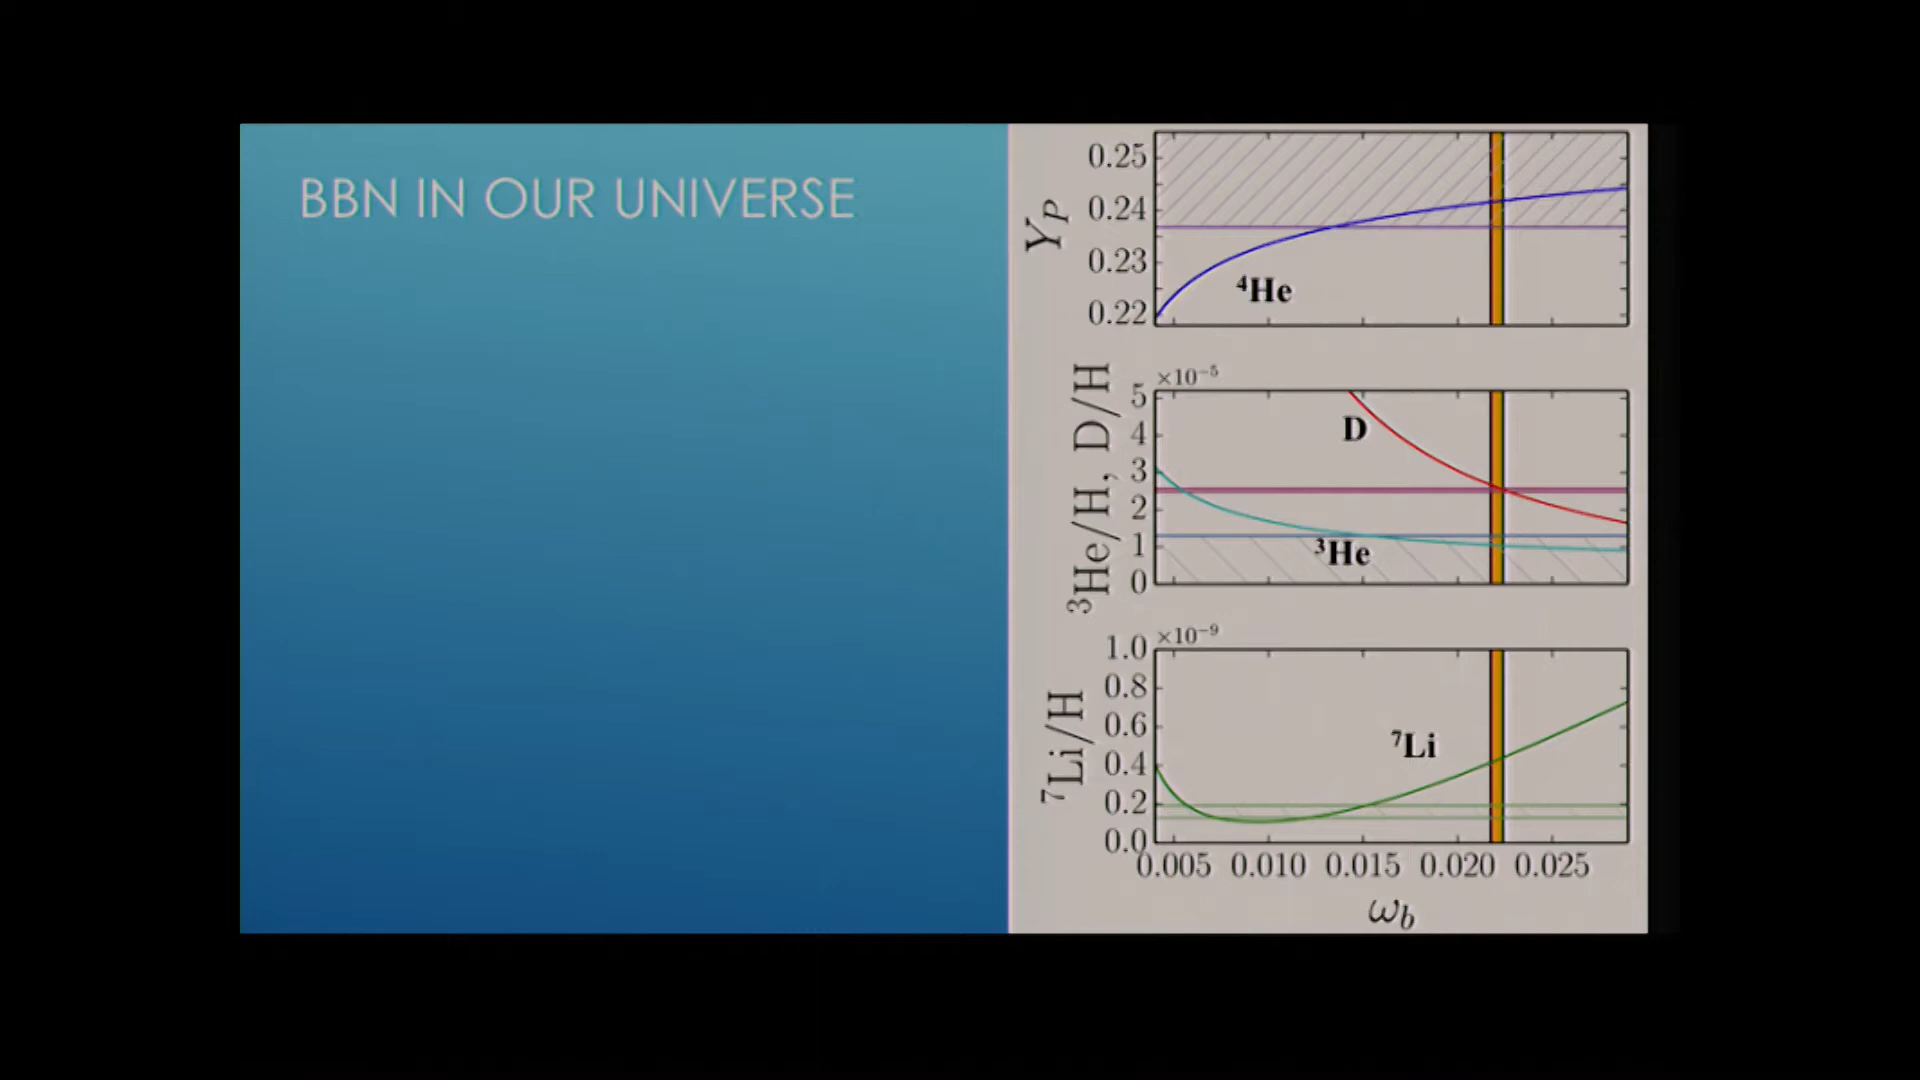 BBN IN OUR UNIVERSE
Y_P
0.25
0.24
0.23
0.22
⁴He
³He/H, D/H
×10⁻⁵
5
4
3
2
1
0
D
³He
⁷Li/H
×10⁻⁹
1.0
0.8
0.6
0.4
0.2
0.0
⁷Li
0.005 0.010 0.015 0.020 0.025
ω_b